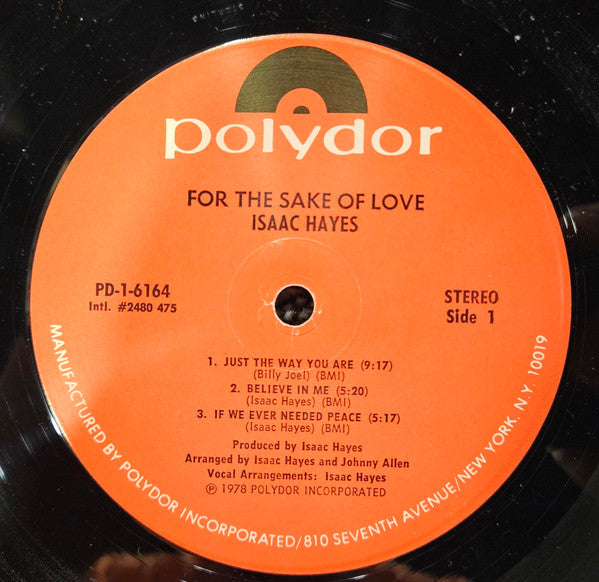 polydor
FOR THE SAKE OF LOVE
ISAAC HAYES
PD-1-6164
Intl. #2480 475
STEREO
Side 1
1. JUST THE WAY YOU ARE (9:17)
(Billy Joel) (BMI)
2. BELIEVE IN ME (5:20)
(Isaac Hayes) (BMI)
3. IF WE EVER NEEDED PEACE (5:17)
(Isaac Hayes) (BMI)
Produced by Isaac Hayes
Arranged by Isaac Hayes and Johnny Allen
Vocal Arrangements: Isaac Hayes
℗ 1978 POLYDOR INCORPORATED
MANUFACTURED BY POLYDOR INCORPORATED/810 SEVENTH AVENUE/NEW YORK, N.Y. 10019